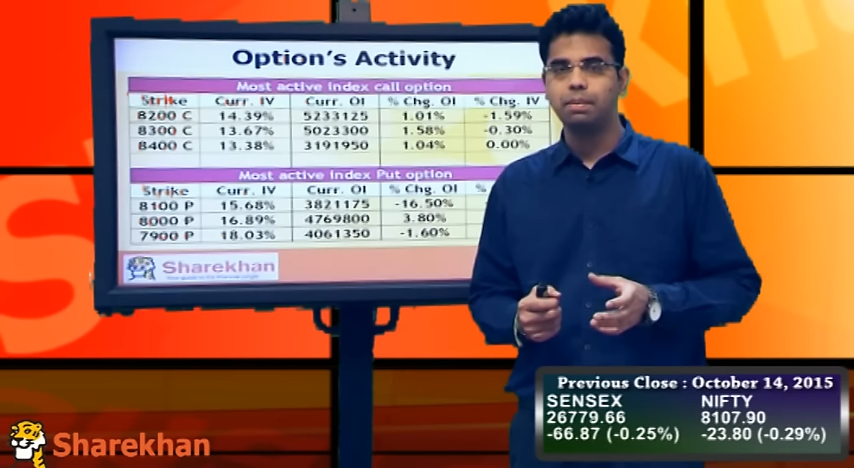 Option's Activity
Most active Index call option
Strike Curr. IV Curr. OI % Chg. OI % Chg. IV
8200 C 14.39% 5233125 1.01% -1.59%
8300 C 13.67% 5023300 1.58% -0.30%
8400 C 13.38% 3191950 1.04% 0.00%
Most active Index Put option
Strike Curr. IV Curr. OI % Chg. OI %
8100 P 15.68% 3821175 -16.50%
8000 P 16.89% 4769800 3.80%
7900 P 18.03% 4061350 -1.60%
Sharekhan
Previous Close : October 14, 2015
SENSEX NIFTY
26779.66 8107.90
-66.87 (-0.25%) -23.80 (-0.29%)
Sharekhan